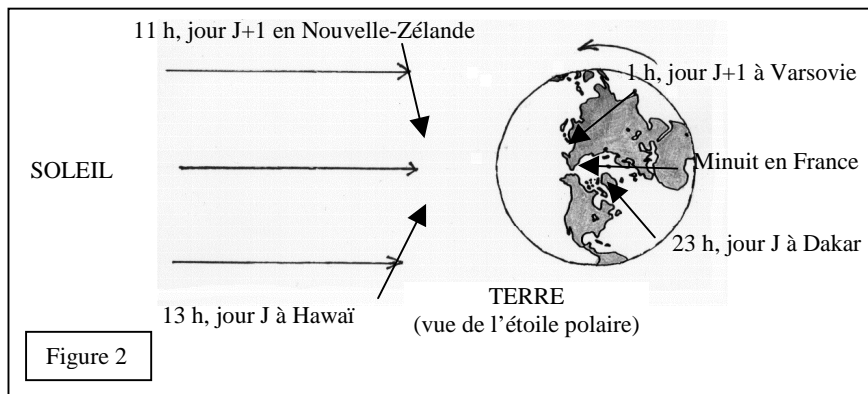 11 h, jour J+1 en Nouvelle-Zélande
1 h, jour J+1 à Varsovie
SOLEIL
Minuit en France
23 h, jour J à Dakar
13 h, jour J à Hawaï
TERRE
(vue de l'étoile polaire)
Figure 2